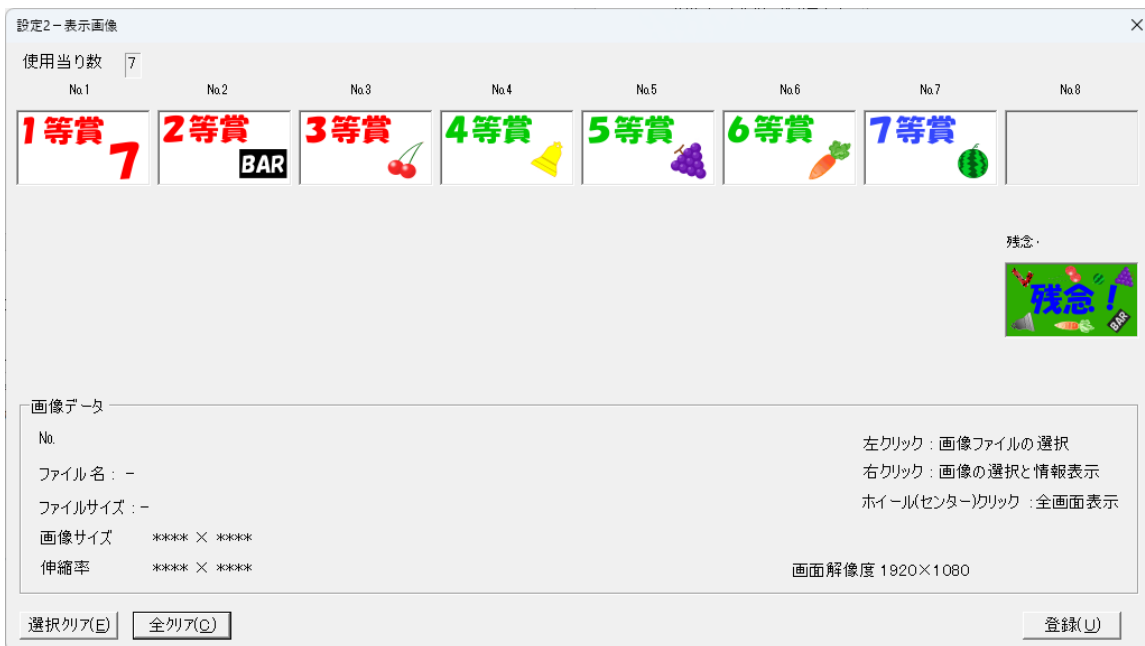 設定2－表示画像
使用当り数 7
No.1 No.2 No.3 No.4 No.5 No.6 No.7 No.8
1等賞 2等賞 3等賞 4等賞 5等賞 6等賞 7等賞
7 BAR
残念・
残念！
BAR
画像データ
No.
ファイル名： －
ファイルサイズ：－
画像サイズ **** × ****
伸縮率 **** × ****
左クリック：画像ファイルの選択
右クリック：画像の選択と情報表示
ホイール(センター)クリック ：全画面表示
画面解像度 1920×1080
選択クリア(E) 全クリア(C) 登録(U)